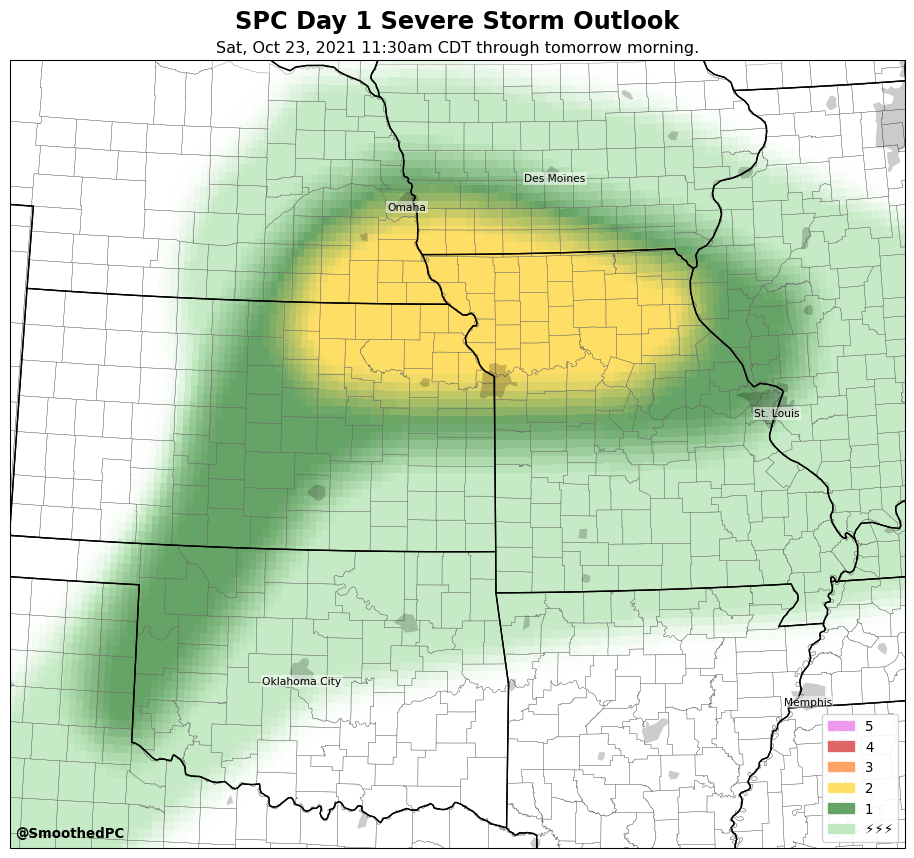 SPC Day 1 Severe Storm Outlook
Sat, Oct 23, 2021 11:30am CDT through tomorrow morning.
Des Moines
Omaha
St. Louis
Oklahoma City
Memphis
5
4
3
2
1
⚡⚡⚡
@SmoothedPC